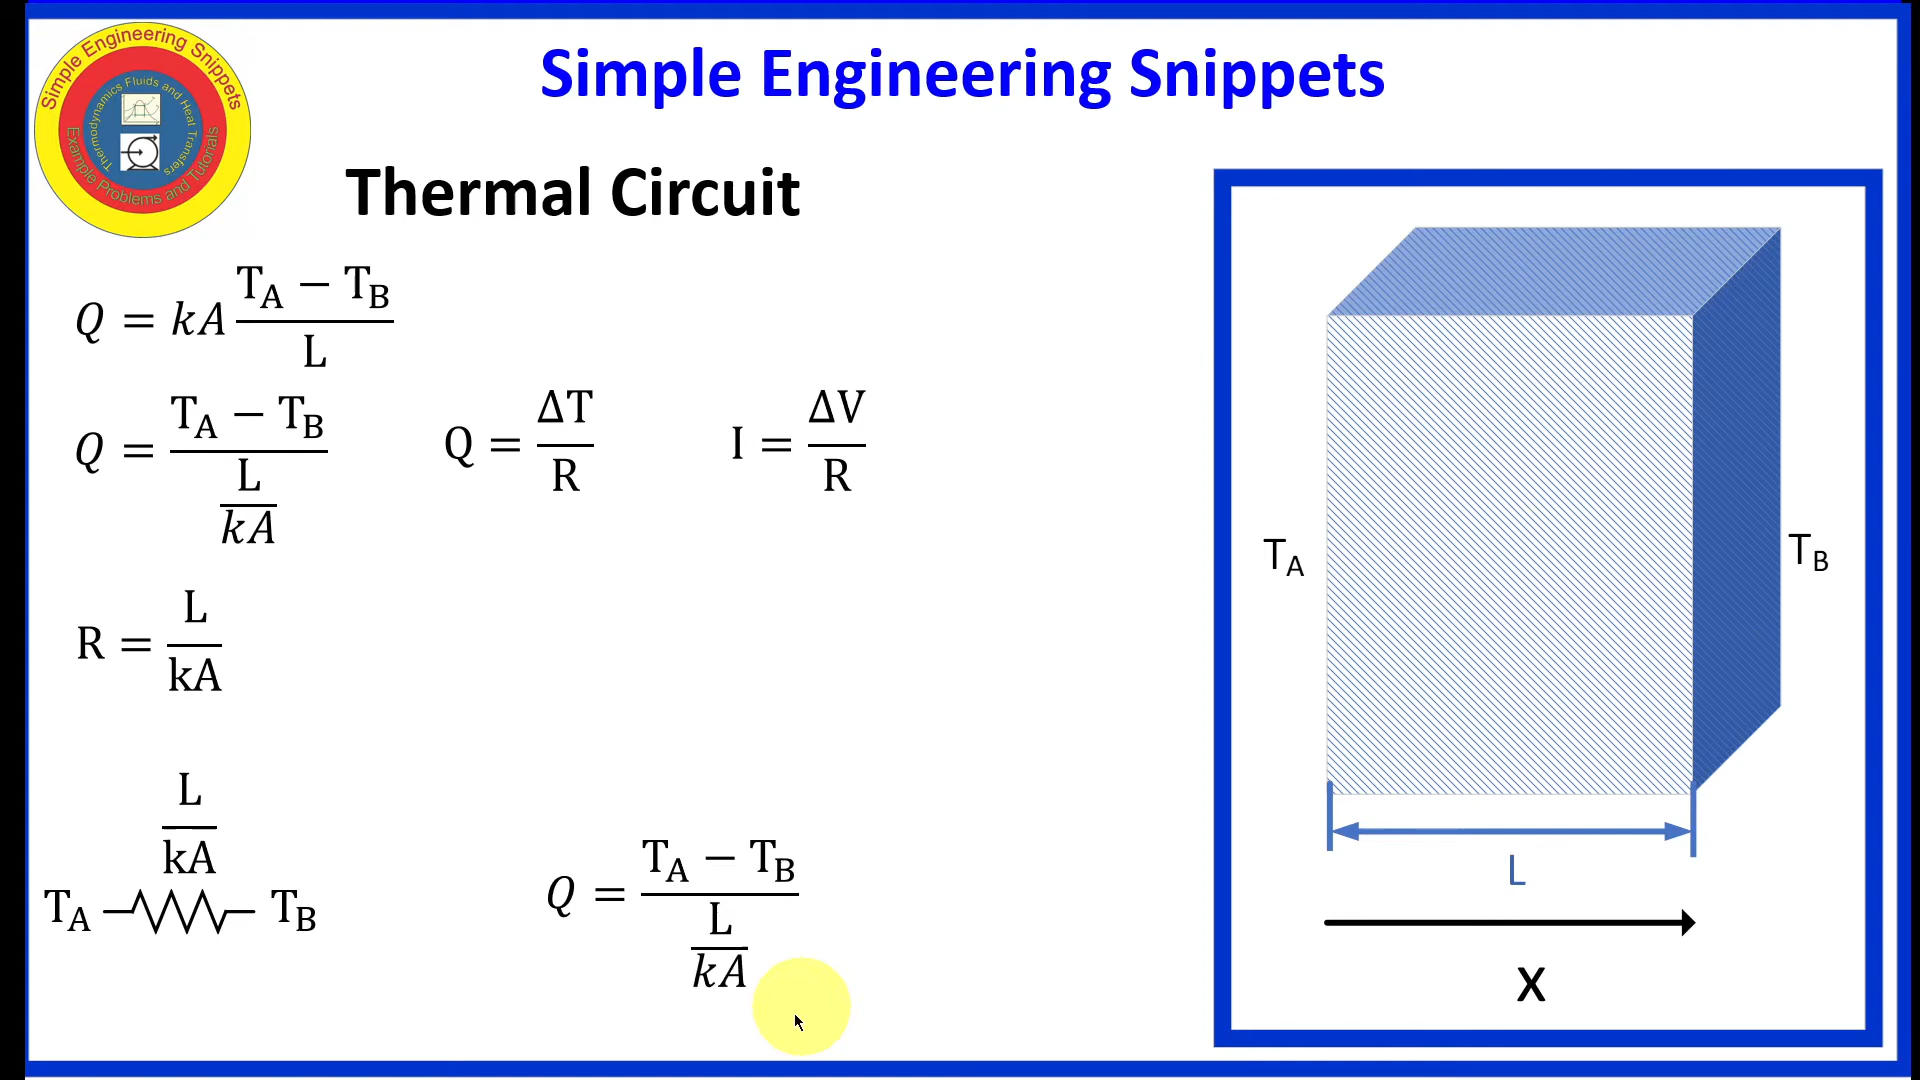 Simple Engineering Snippets
Simple Engineering Snippets
Example Problems and Tutorials
Thermodynamics Fluids and Heat Transfers
Thermal Circuit
Q = kA (T_A − T_B)/L
Q = (T_A − T_B)/(L/kA)
Q = ΔT/R
I = ΔV/R
R = L/kA
L/kA
T_A T_B
Q = (T_A − T_B)/(L/kA)
T_A
T_B
L
X